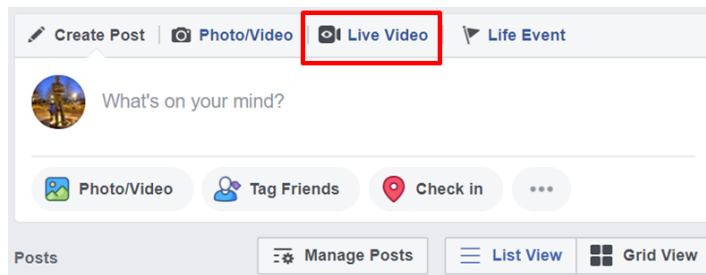 Create Post Photo/Video Live Video Life Event
What's on your mind?
Photo/Video Tag Friends Check in
Posts Manage Posts List View Grid View